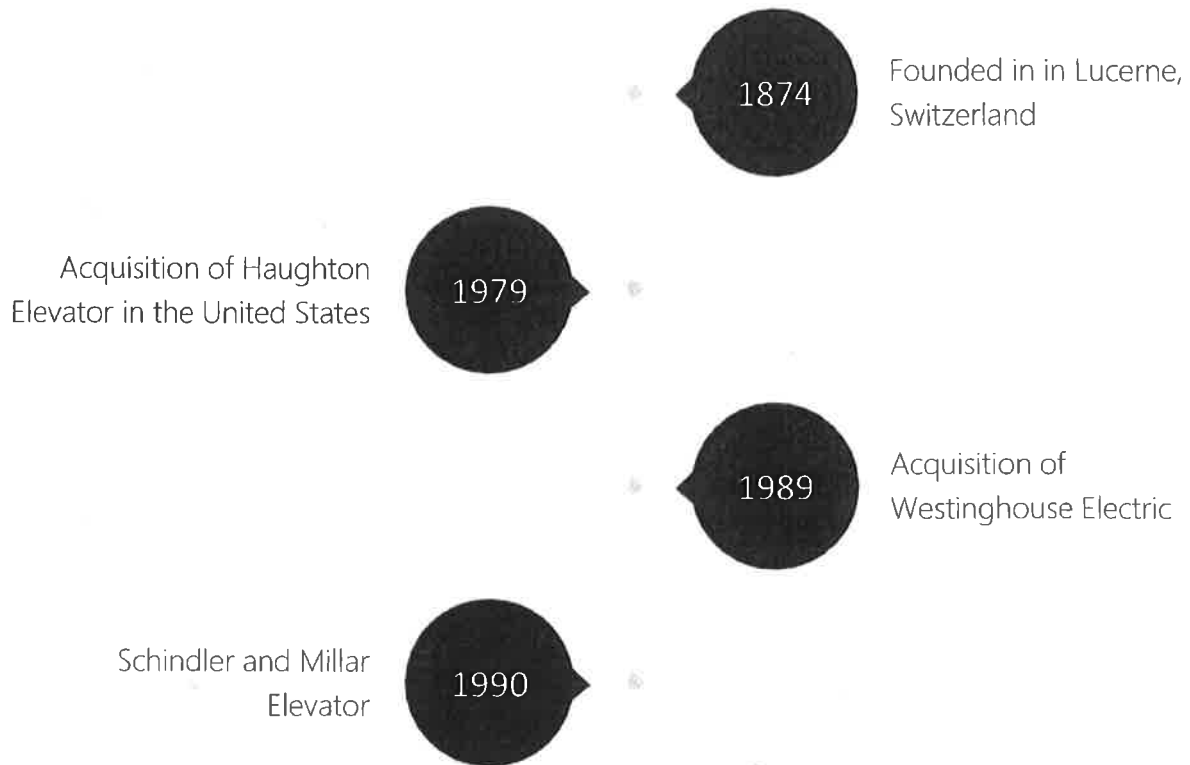 1874
Founded in in Lucerne,
Switzerland
Acquisition of Haughton
Elevator in the United States
1979
1989
Acquisition of
Westinghouse Electric
Schindler and Millar
Elevator
1990